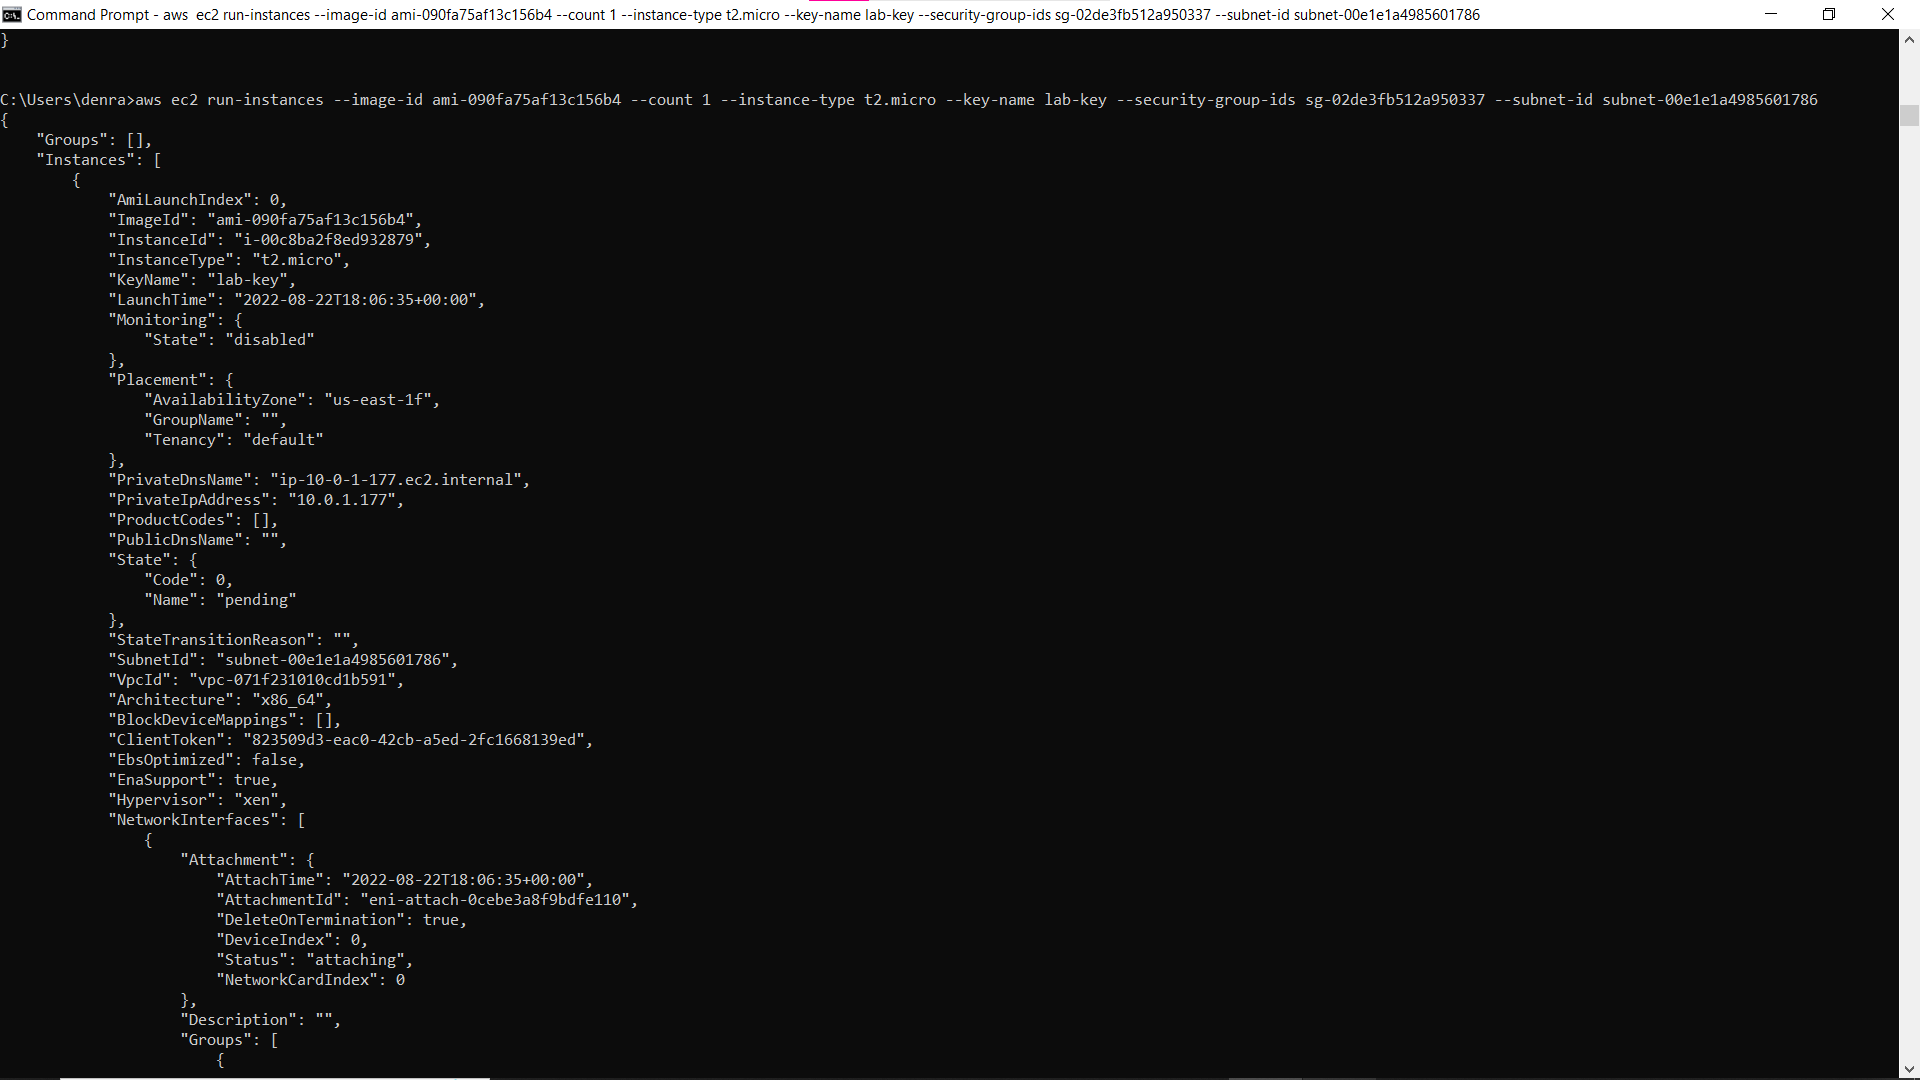 Command Prompt - aws  ec2 run-instances --image-id ami-090fa75af13c156b4 --count 1 --instance-type t2.micro --key-name lab-key --security-group-ids sg-02de3fb512a950337 --subnet-id subnet-00e1e1a4985601786
}
C:\Users\denra>aws ec2 run-instances --image-id ami-090fa75af13c156b4 --count 1 --instance-type t2.micro --key-name lab-key --security-group-ids sg-02de3fb512a950337 --subnet-id subnet-00e1e1a4985601786
{
    "Groups": [],
    "Instances": [
        {
            "AmiLaunchIndex": 0,
            "ImageId": "ami-090fa75af13c156b4",
            "InstanceId": "i-00c8ba2f8ed932879",
            "InstanceType": "t2.micro",
            "KeyName": "lab-key",
            "LaunchTime": "2022-08-22T18:06:35+00:00",
            "Monitoring": {
                "State": "disabled"
            },
            "Placement": {
                "AvailabilityZone": "us-east-1f",
                "GroupName": "",
                "Tenancy": "default"
            },
            "PrivateDnsName": "ip-10-0-1-177.ec2.internal",
            "PrivateIpAddress": "10.0.1.177",
            "ProductCodes": [],
            "PublicDnsName": "",
            "State": {
                "Code": 0,
                "Name": "pending"
            },
            "StateTransitionReason": "",
            "SubnetId": "subnet-00e1e1a4985601786",
            "VpcId": "vpc-071f231010cd1b591",
            "Architecture": "x86_64",
            "BlockDeviceMappings": [],
            "ClientToken": "823509d3-eac0-42cb-a5ed-2fc1668139ed",
            "EbsOptimized": false,
            "EnaSupport": true,
            "Hypervisor": "xen",
            "NetworkInterfaces": [
                {
                    "Attachment": {
                        "AttachTime": "2022-08-22T18:06:35+00:00",
                        "AttachmentId": "eni-attach-0cebe3a8f9bdfe110",
                        "DeleteOnTermination": true,
                        "DeviceIndex": 0,
                        "Status": "attaching",
                        "NetworkCardIndex": 0
                    },
                    "Description": "",
                    "Groups": [
                        {